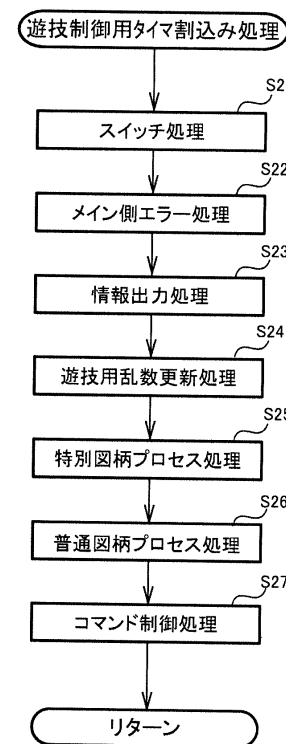 遊技制御用タイマ割込み処理
S2
スイッチ処理
S22
メイン側エラー処理
S23
情報出力処理
S24
遊技用乱数更新処理
S25
特別図柄プロセス処理
S26
普通図柄プロセス処理
S27
コマンド制御処理
リターン